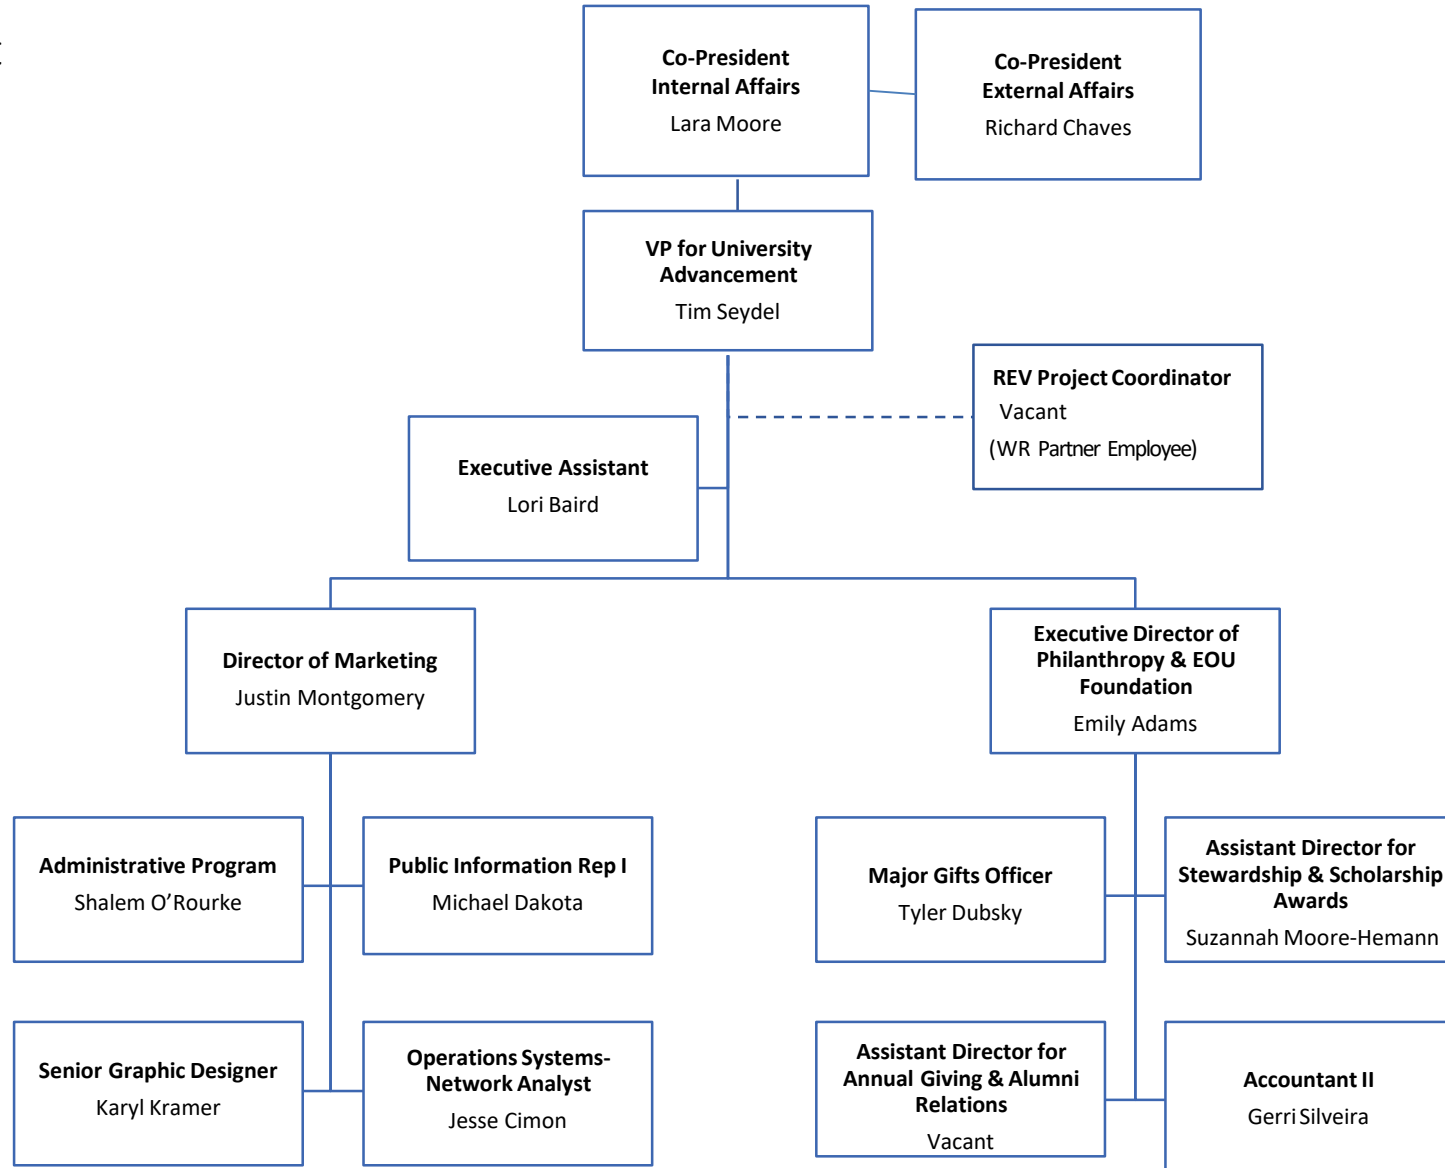 Co-President
Internal Affairs
Lara Moore
Co-President
External Affairs
Richard Chaves
VP for University
Advancement
Tim Seydel
REV Project Coordinator
Vacant
(WR Partner Employee)
Executive Assistant
Lori Baird
Director of Marketing
Justin Montgomery
Executive Director of
Philanthropy & EOU
Foundation
Emily Adams
Administrative Program
Shalem O’Rourke
Public Information Rep I
Michael Dakota
Major Gifts Officer
Tyler Dubsky
Assistant Director for
Stewardship & Scholarship
Awards
Suzannah Moore-Hemann
Senior Graphic Designer
Karyl Kramer
Operations Systems-
Network Analyst
Jesse Cimon
Assistant Director for
Annual Giving & Alumni
Relations
Vacant
Accountant II
Gerri Silveira